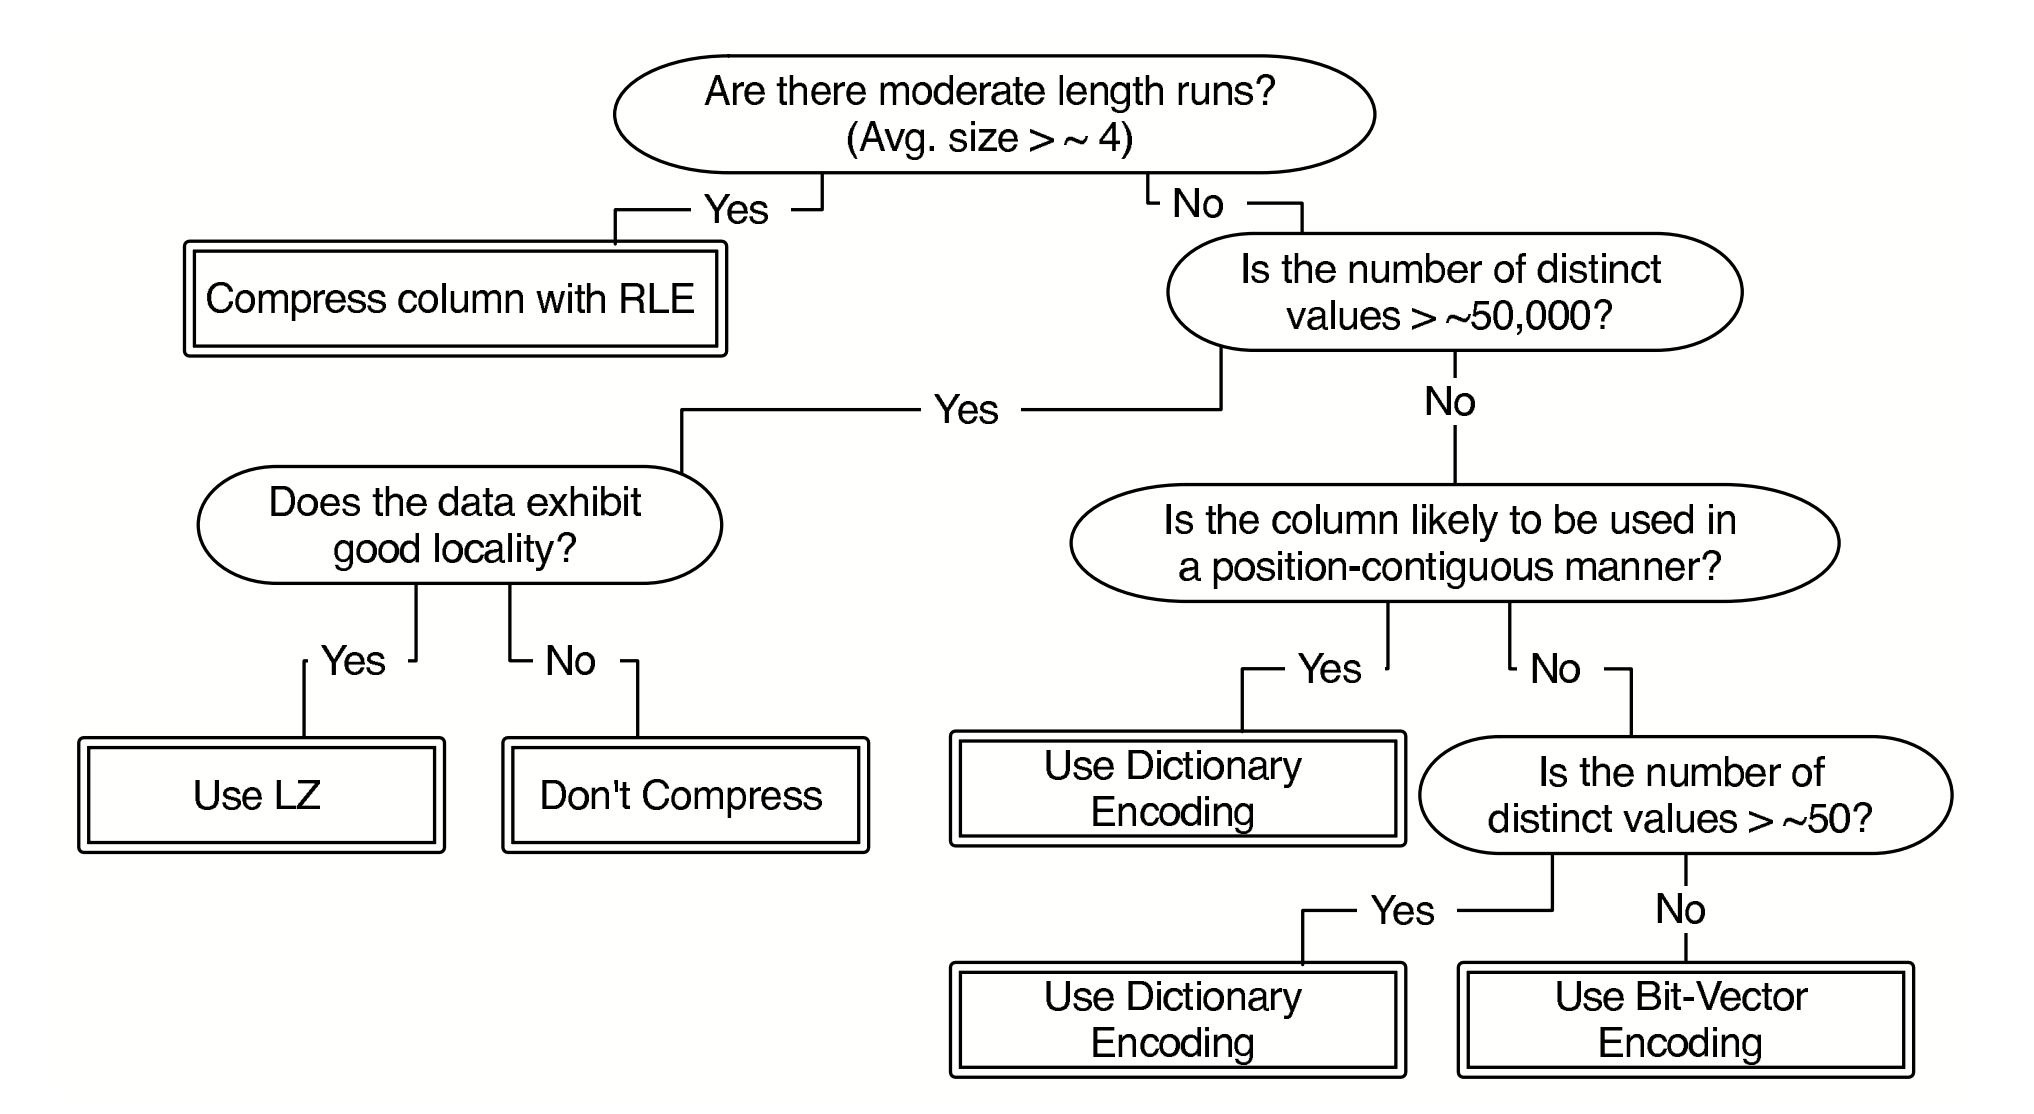 Are there moderate length runs?
(Avg. size > ~ 4)
Yes
No
Compress column with RLE
Is the number of distinct
values > ~50,000?
Yes
No
Does the data exhibit
good locality?
Is the column likely to be used in
a position-contiguous manner?
Yes
No
Yes
No
Use LZ
Don't Compress
Use Dictionary
Encoding
Is the number of
distinct values > ~50?
Yes
No
Use Dictionary
Encoding
Use Bit-Vector
Encoding